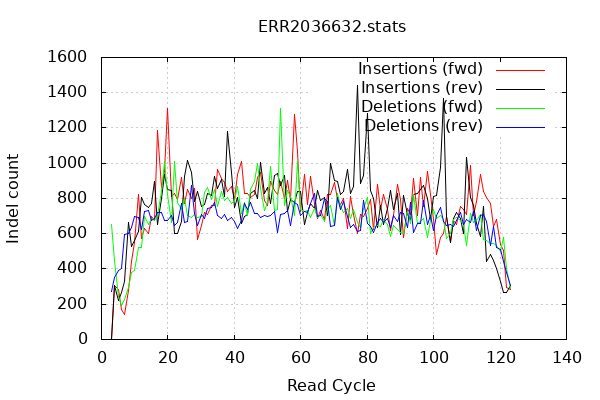 ERR2036632.stats
1600
1400
1200
1000
800
600
400
200
0
Indel count
Insertions (fwd)
Insertions (rev)
Deletions (fwd)
Deletions (rev)
0 20 40 60 80 100 120 140
Read Cycle